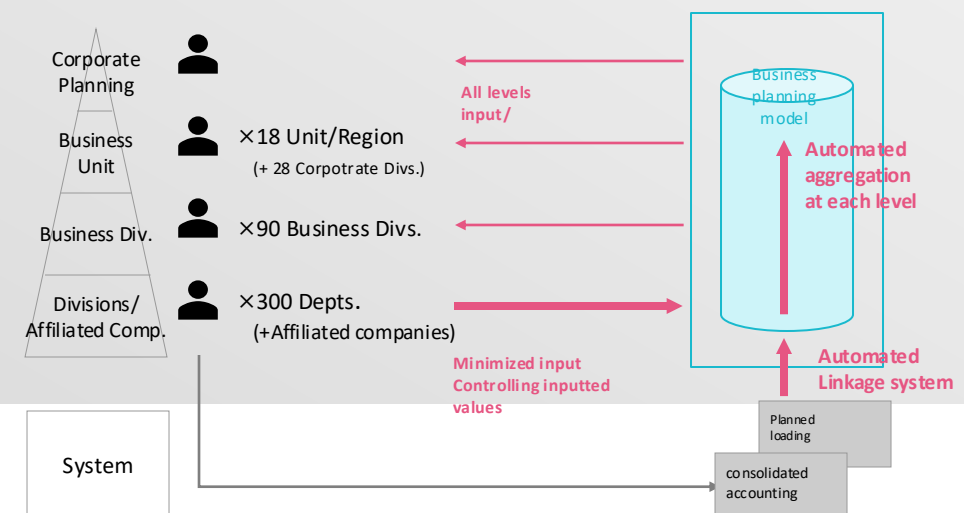 Corporate
Planning
Business
Unit
×18 Unit/Region
(+ 28 Corpotrate Divs.)
Business Div.
×90 Business Divs.
Divisions/
Affiliated Comp.
×300 Depts.
(+Affiliated companies)
All levels
input/
Minimized input
Controlling inputted
values
Business
planning
model
Automated
aggregation
at each level
Automated
Linkage system
Planned
loading
consolidated
accounting
System